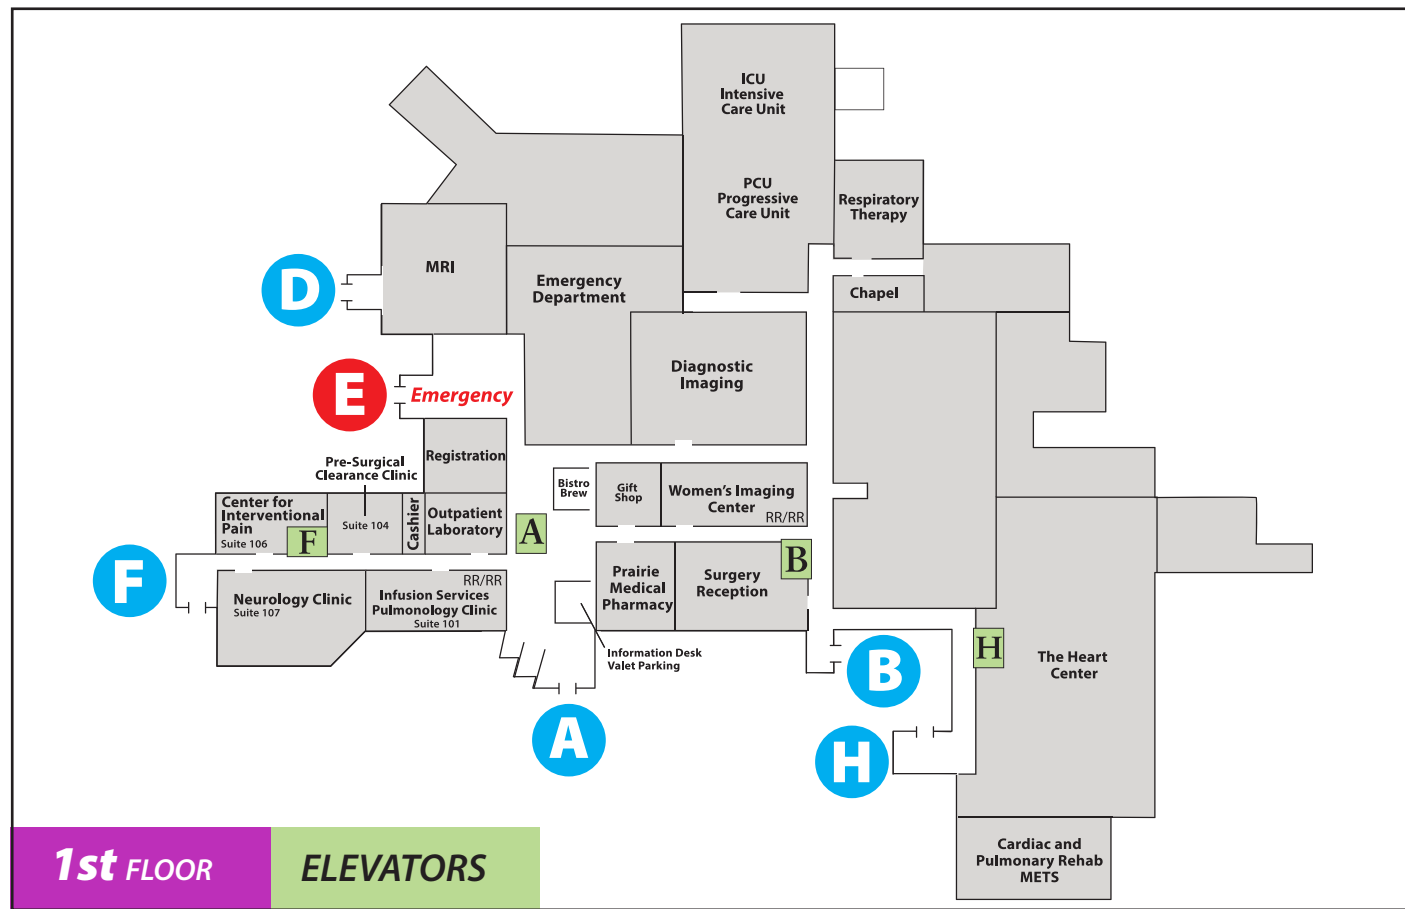 ICU
Intensive
Care Unit
PCU
Progressive
Care Unit
Respiratory
Therapy
MRI
Emergency
Department
D
Chapel
Diagnostic
Imaging
E
Emergency
Registration
Pre-Surgical
Clearance Clinic
Bistro
Brew
Gift
Shop
Women's Imaging
Center
RR/RR
Center for
Interventional
Pain
Suite 106
F
Suite 104
Cashier
Outpatient
Laboratory
A
B
F
RR/RR
Neurology Clinic
Suite 107
Infusion Services
Pulmonology Clinic
Suite 101
Prairie
Medical
Pharmacy
Surgery
Reception
Information Desk
Valet Parking
B
H
The Heart
Center
A
H
Cardiac and
Pulmonary Rehab
METS
1st FLOOR
ELEVATORS